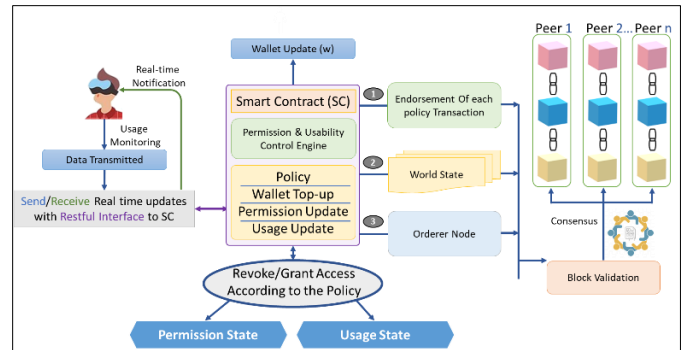 Wallet Update (w)
Peer 1
Peer 2...
Peer n
Real-time
Notification
Usage
Monitoring
Data Transmitted
Send/Receive Real time updates
with Restful Interface to SC
Smart Contract (SC)
Permission & Usability
Control Engine
Policy
Wallet Top-up
Permission Update
Usage Update
1
Endorsement Of each
policy Transaction
2
World State
3
Orderer Node
Consensus
Block Validation
Revoke/Grant Access
According to the Policy
Permission State
Usage State